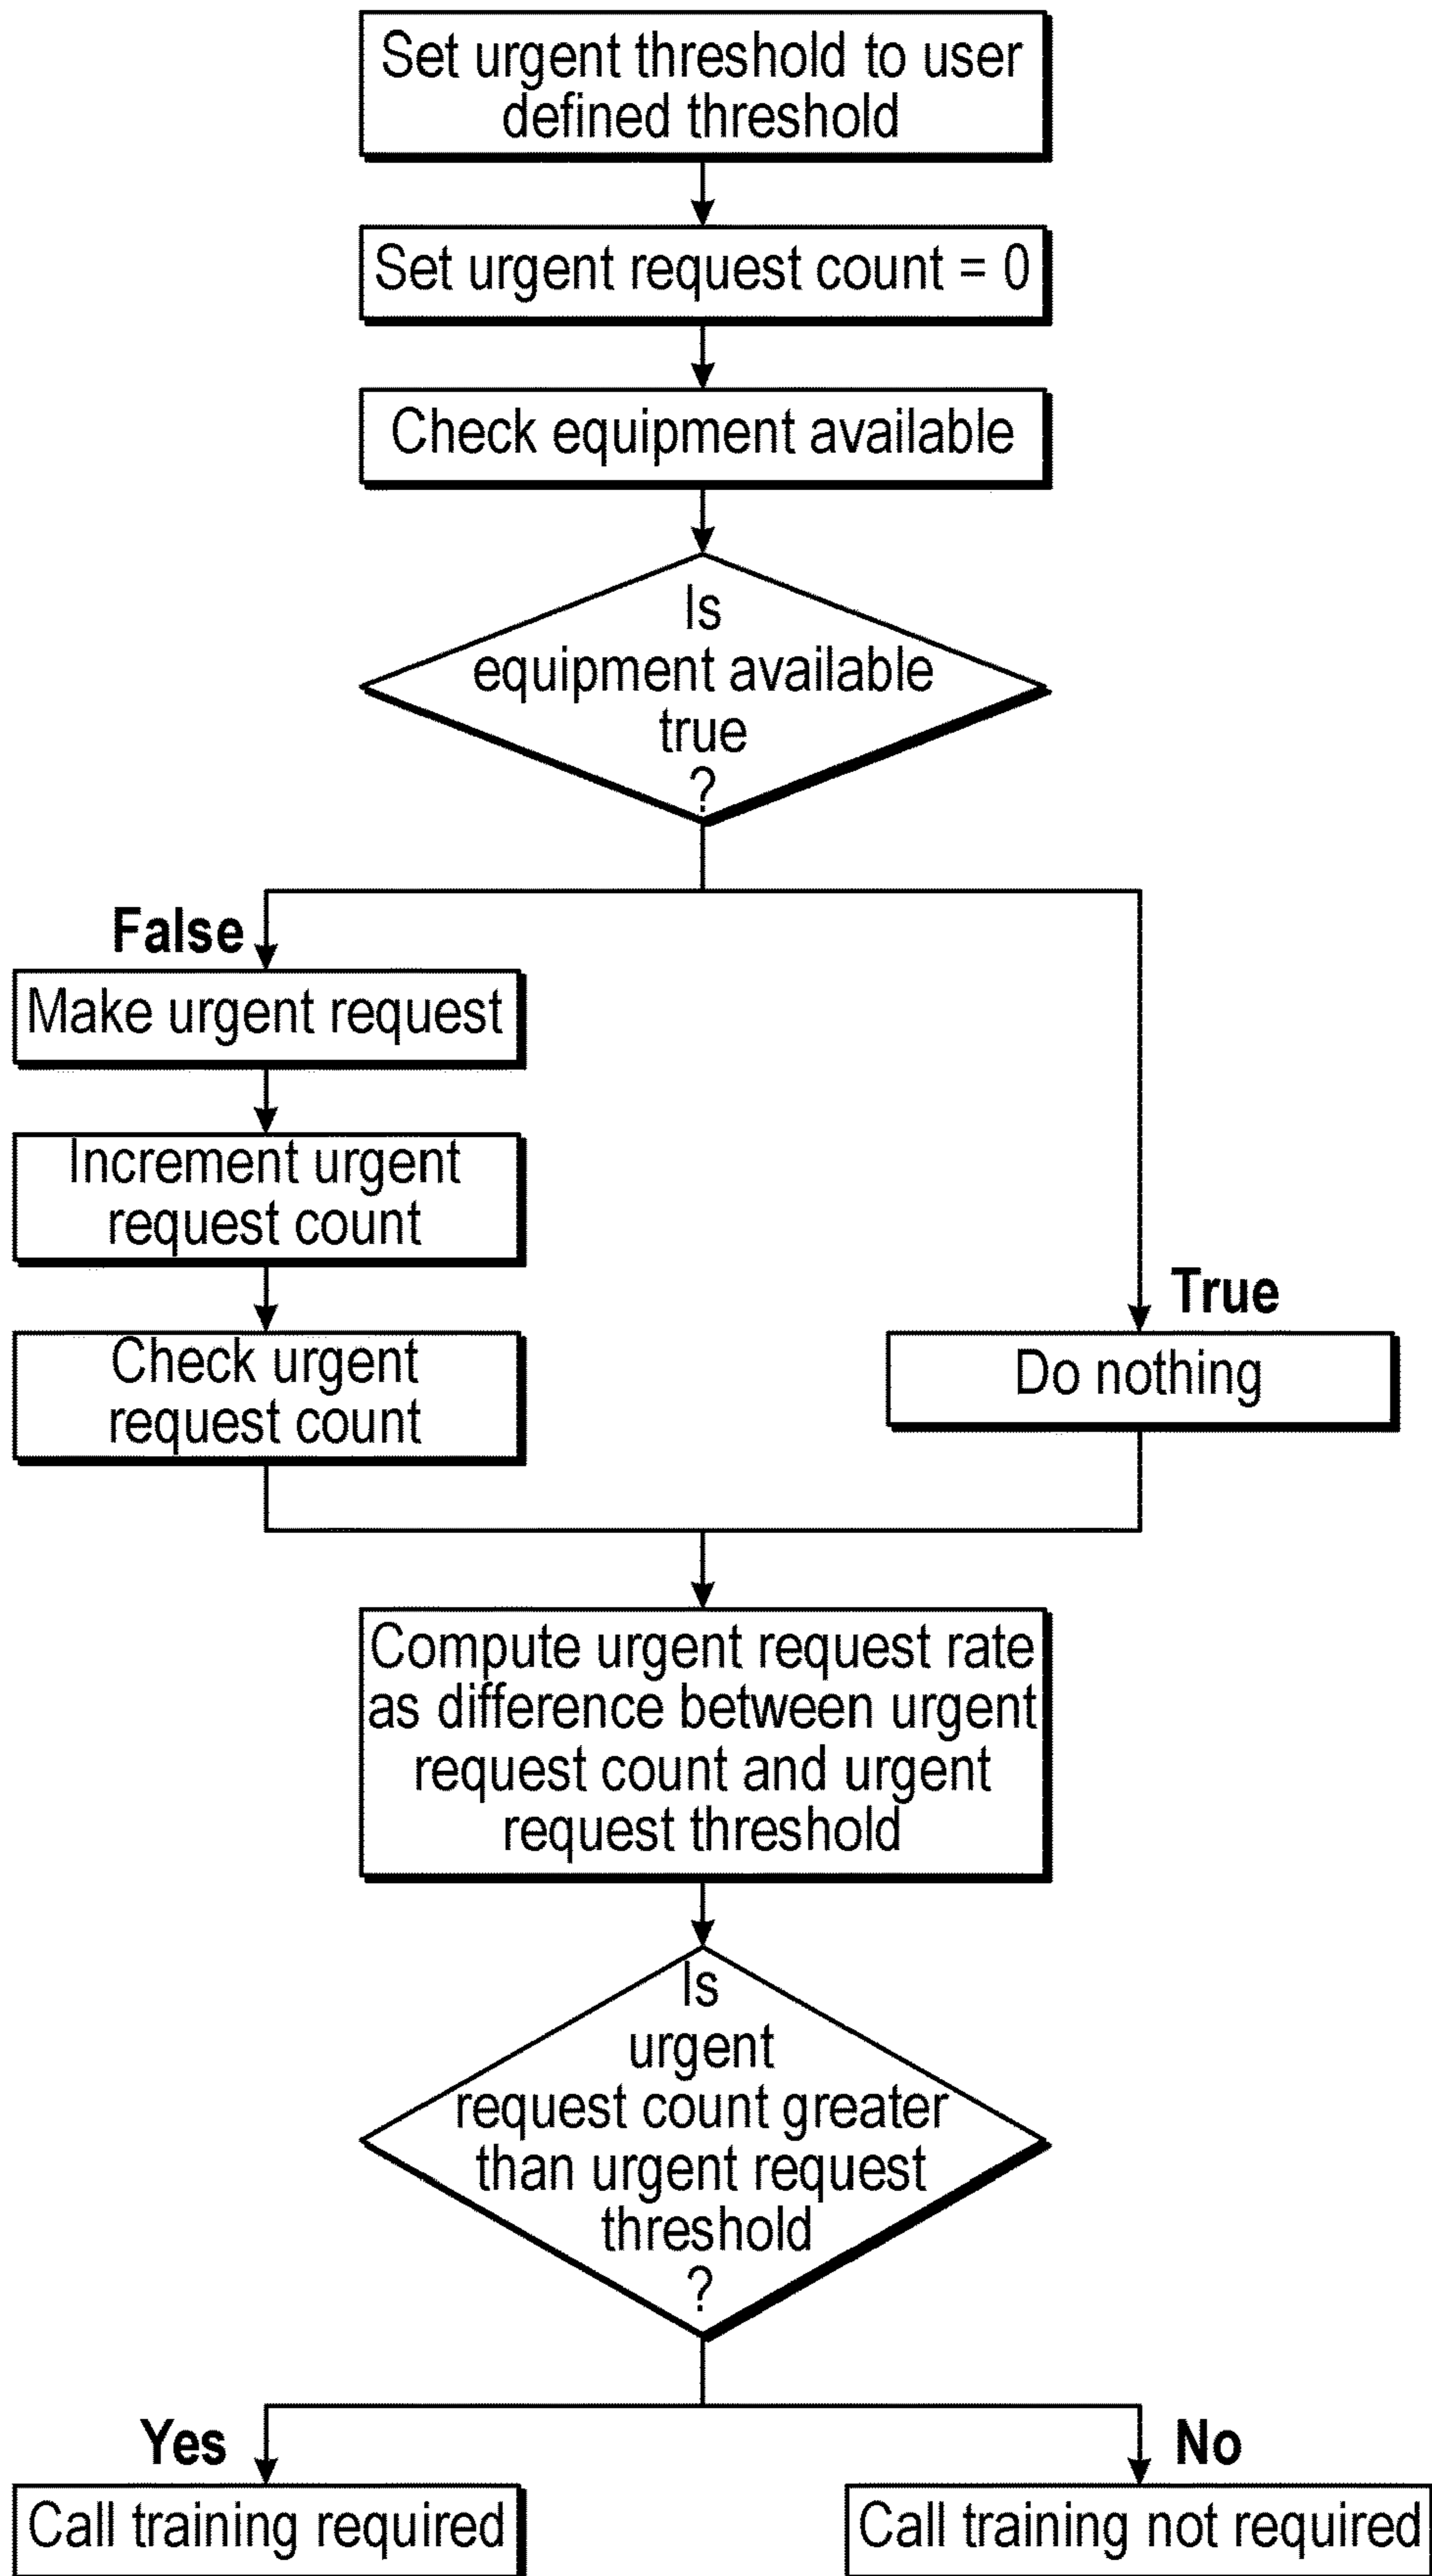 Set urgent threshold to user
defined threshold
Set urgent request count = 0
Check equipment available
Is
equipment available
true
?
False
Make urgent request
Increment urgent
request count
Check urgent
request count
True
Do nothing
Compute urgent request rate
as difference between urgent
request count and urgent
request threshold
Is
urgent
request count greater
than urgent request
threshold
?
Yes
Call training required
No
Call training not required